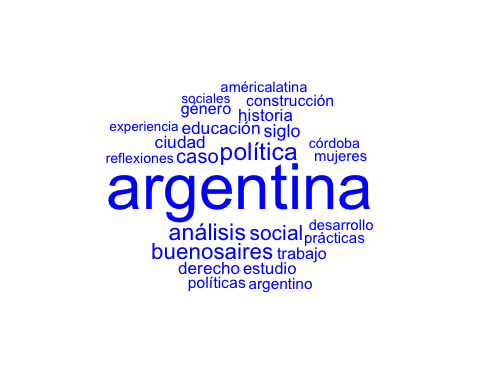 américalatina
sociales construcción
género historia
experiencia educación siglo
ciudad córdoba
reflexiones caso política mujeres
argentina
análisis social desarrollo
prácticas
buenosaires trabajo
derecho estudio
políticas argentino